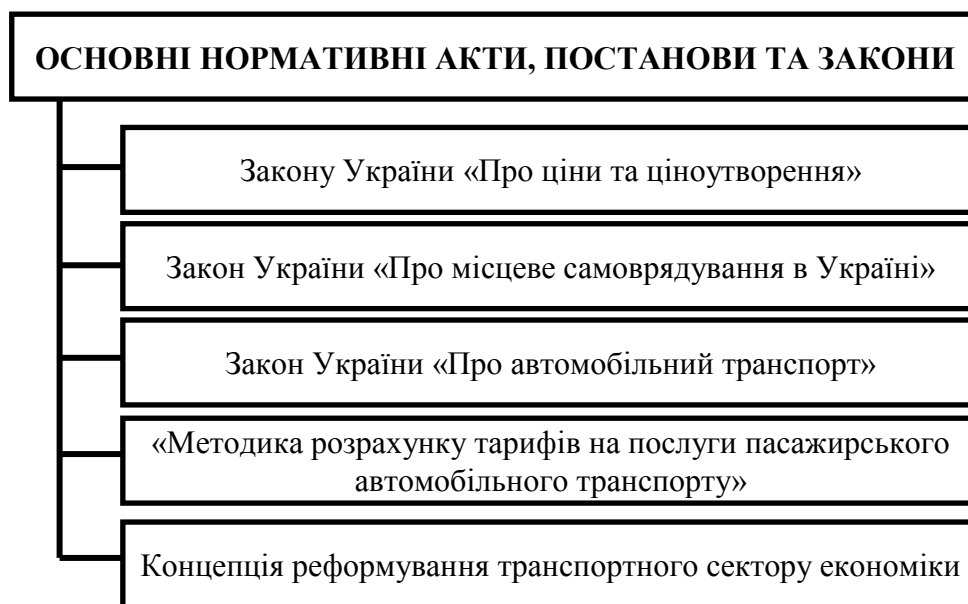 ОСНОВНІ НОРМАТИВНІ АКТИ, ПОСТАНОВИ ТА ЗАКОНИ
Закону України «Про ціни та ціноутворення»
Закон України «Про місцеве самоврядування в Україні»
Закон України «Про автомобільний транспорт»
«Методика розрахунку тарифів на послуги пасажирського
автомобільного транспорту»
Концепція реформування транспортного сектору економіки